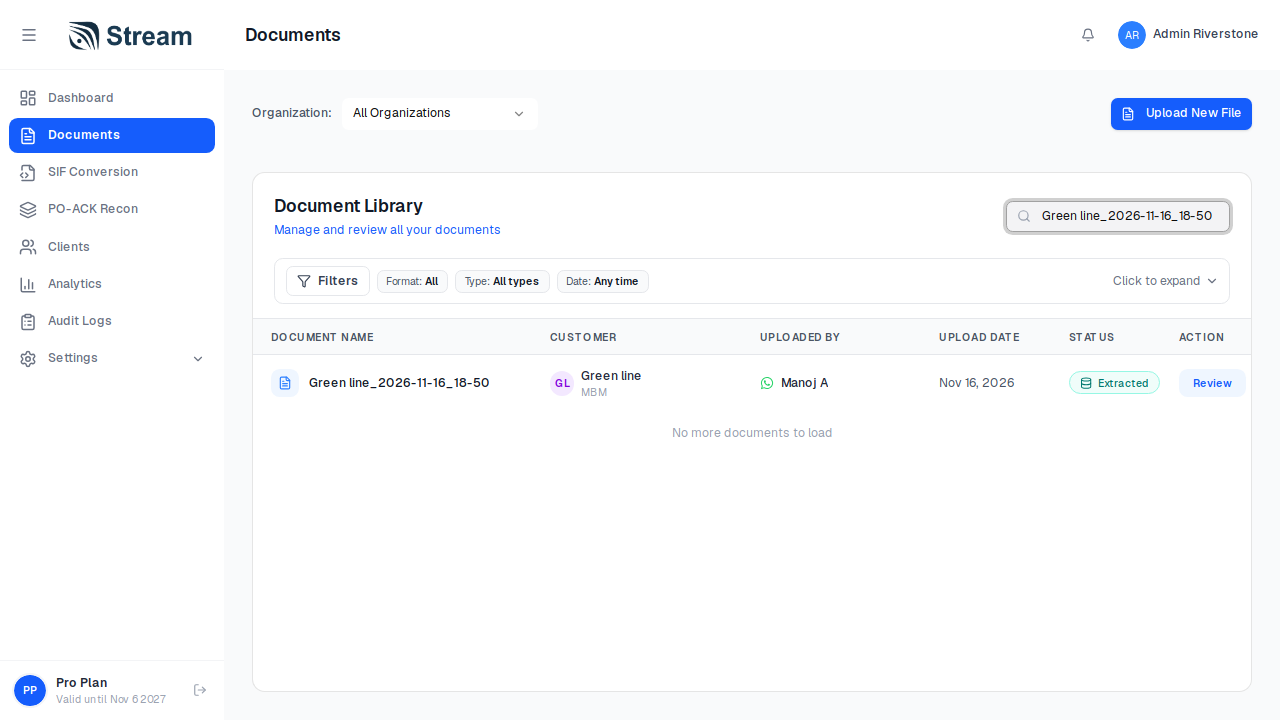 Stream
Documents
AR
Admin Riverstone
Dashboard
Documents
SIF Conversion
PO-ACK Recon
Clients
Analytics
Audit Logs
Settings
Organization:
All Organizations
Upload New File
Document Library
Manage and review all your documents
Green line_2026-11-16_18-50
Filters
Format: All
Type: All types
Date: Any time
Click to expand
DOCUMENT NAME
CUSTOMER
UPLOADED BY
UPLOAD DATE
STATUS
ACTION
Green line_2026-11-16_18-50
GL
Green line
MBM
Manoj A
Nov 16, 2026
Extracted
Review
No more documents to load
PP
Pro Plan
Valid until Nov 6 2027